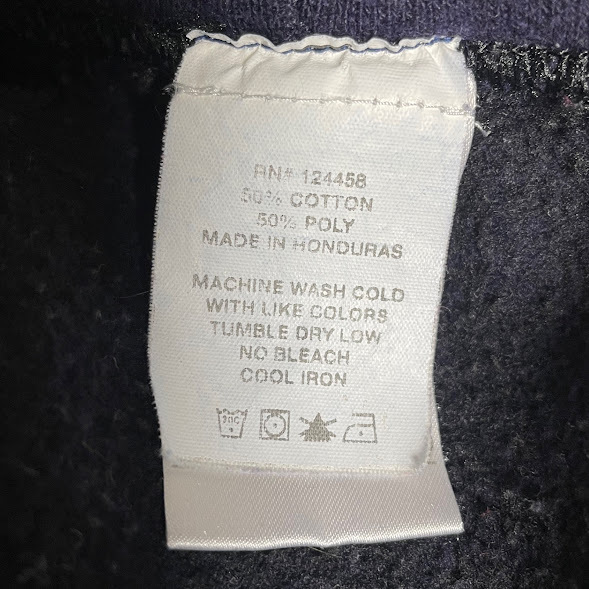 RN# 124458
50% COTTON
50% POLY
MADE IN HONDURAS
MACHINE WASH COLD
WITH LIKE COLORS
TUMBLE DRY LOW
NO BLEACH
COOL IRON